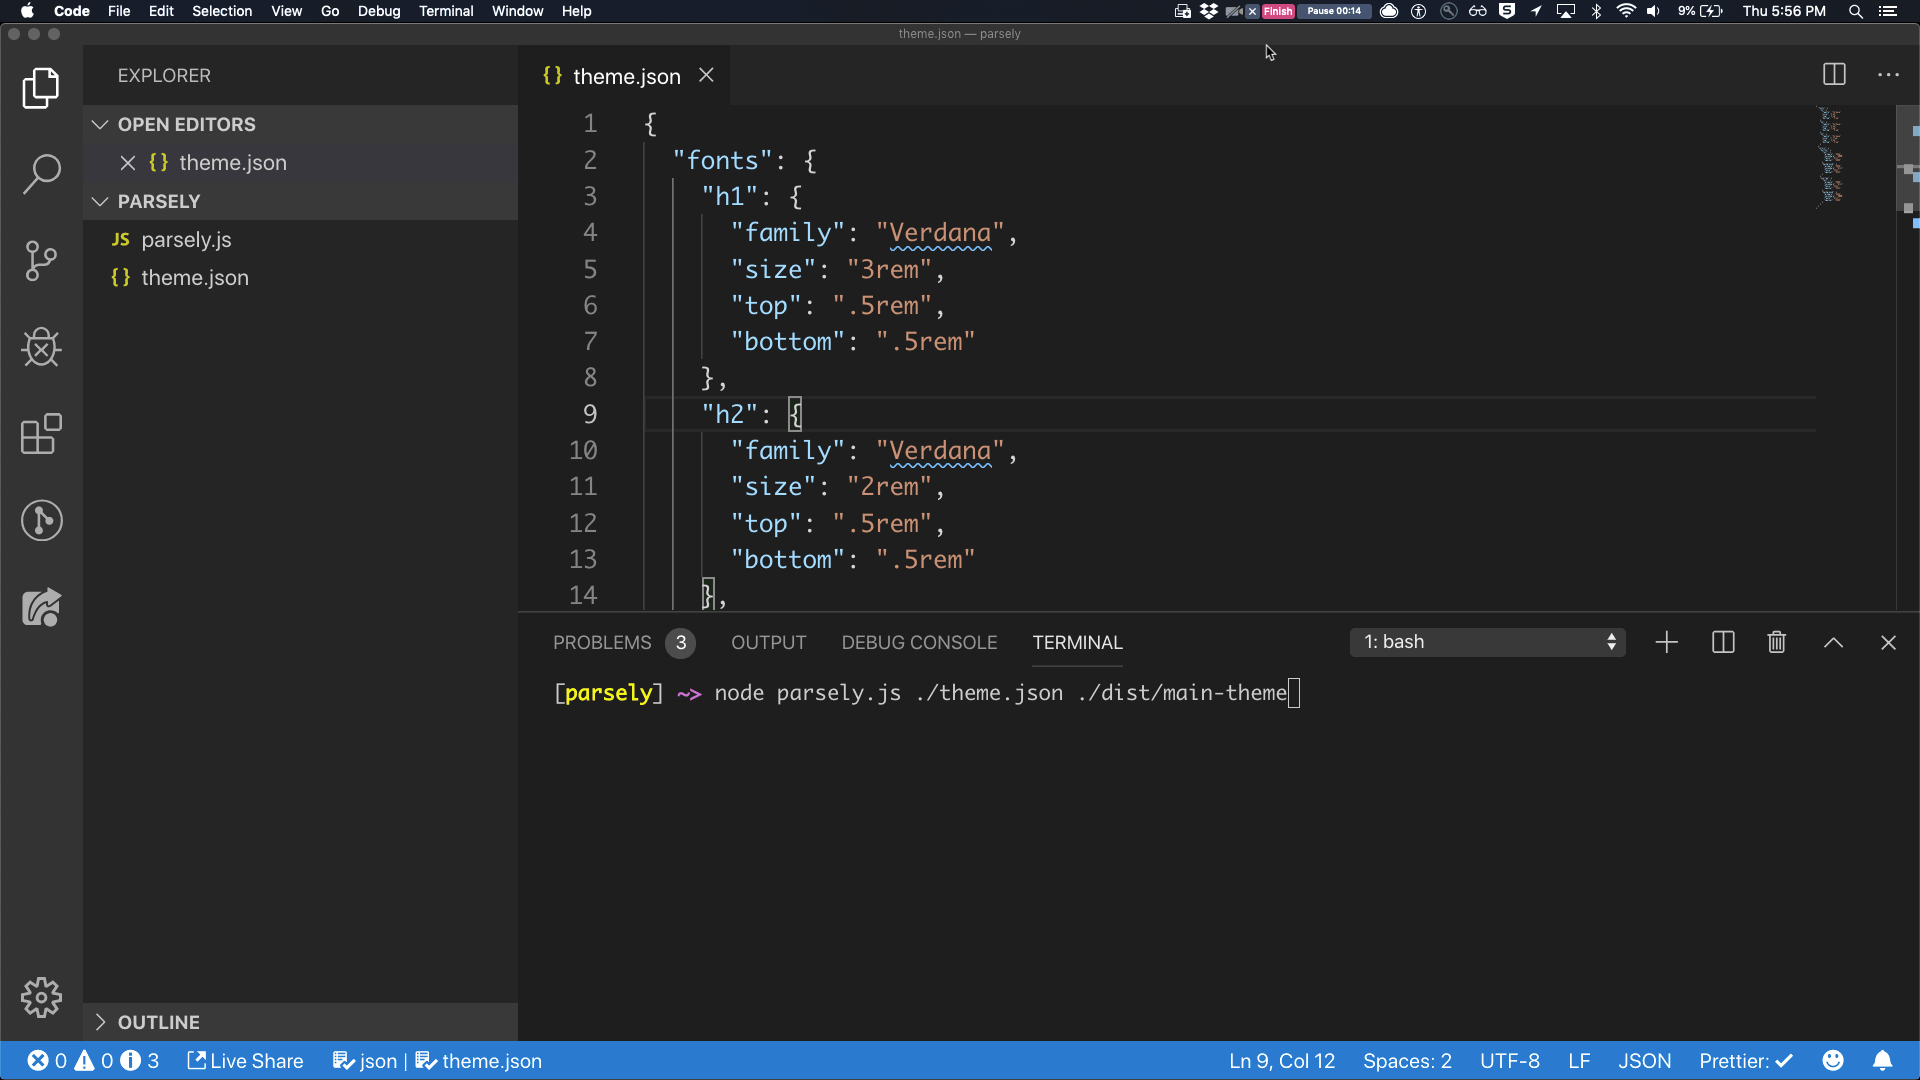 Code File Edit Selection View Go Debug Terminal Window Help Finish Pause 00:14 9% Thu 5:56 PM
theme.json — parsely
EXPLORER
OPEN EDITORS
{} theme.json
PARSELY
JS parsely.js
{} theme.json
OUTLINE
{} theme.json
1 {
2 "fonts": {
3 "h1": {
4 "family": "Verdana",
5 "size": "3rem",
6 "top": ".5rem",
7 "bottom": ".5rem"
8 },
9 "h2": {
10 "family": "Verdana",
11 "size": "2rem",
12 "top": ".5rem",
13 "bottom": ".5rem"
14 },
PROBLEMS 3 OUTPUT DEBUG CONSOLE TERMINAL 1: bash
[parsely] ~> node parsely.js ./theme.json ./dist/main-theme
0 0 3 Live Share json | theme.json Ln 9, Col 12 Spaces: 2 UTF-8 LF JSON Prettier: ✓